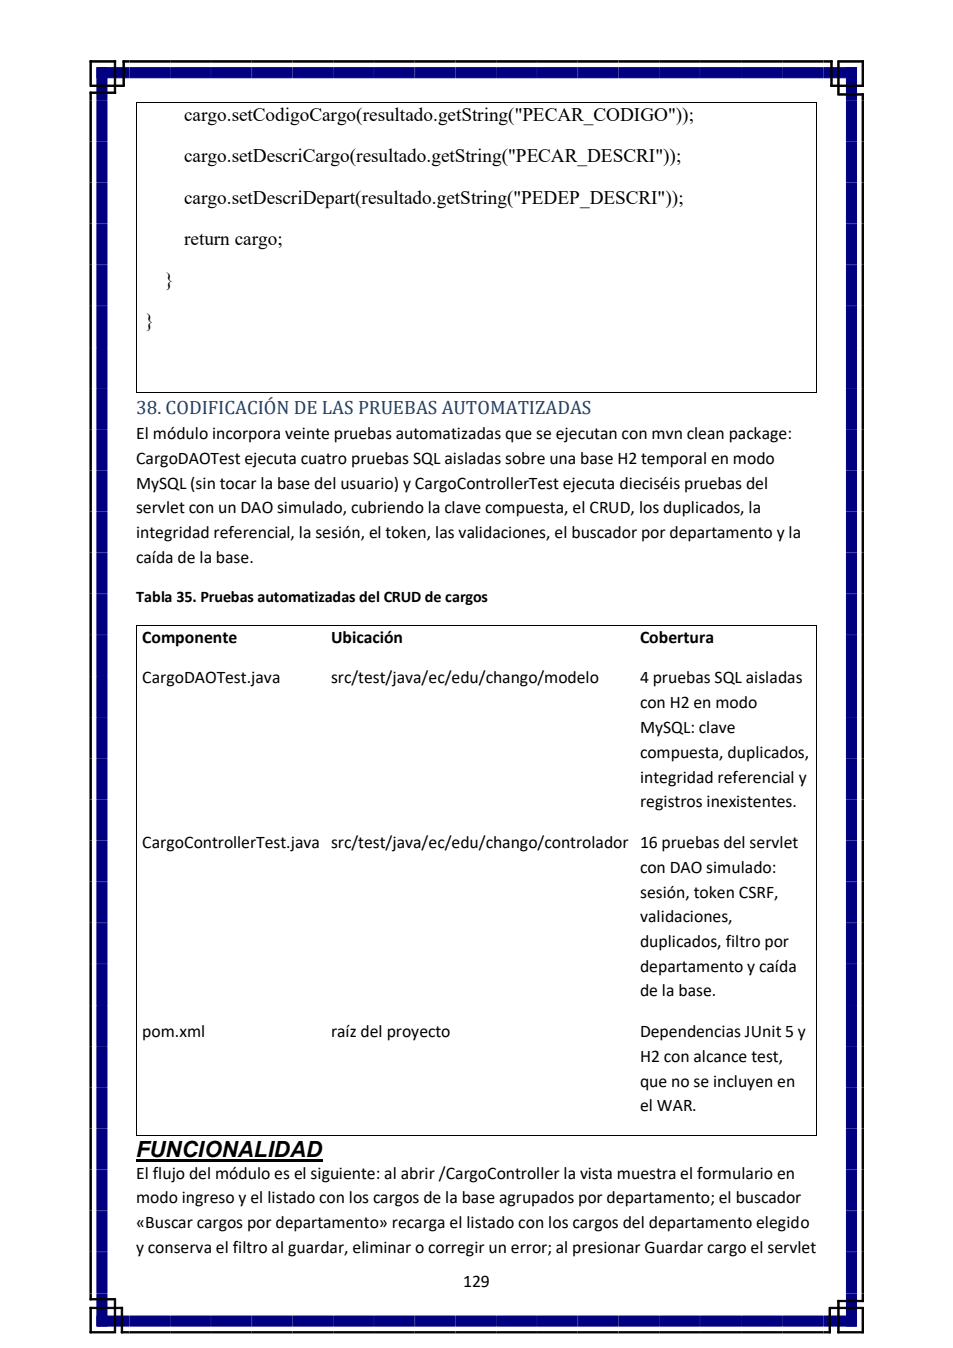 cargo.setCodigoCargo(resultado.getString("PECAR_CODIGO"));
cargo.setDescriCargo(resultado.getString("PECAR_DESCRI"));
cargo.setDescriDepart(resultado.getString("PEDEP_DESCRI"));
return cargo;
}
}
38. CODIFICACIÓN DE LAS PRUEBAS AUTOMATIZADAS
El módulo incorpora veinte pruebas automatizadas que se ejecutan con mvn clean package:
CargoDAOTest ejecuta cuatro pruebas SQL aisladas sobre una base H2 temporal en modo
MySQL (sin tocar la base del usuario) y CargoControllerTest ejecuta dieciséis pruebas del
servlet con un DAO simulado, cubriendo la clave compuesta, el CRUD, los duplicados, la
integridad referencial, la sesión, el token, las validaciones, el buscador por departamento y la
caída de la base.
Tabla 35. Pruebas automatizadas del CRUD de cargos
Componente Ubicación Cobertura
CargoDAOTest.java src/test/java/ec/edu/chango/modelo 4 pruebas SQL aisladas
con H2 en modo
MySQL: clave
compuesta, duplicados,
integridad referencial y
registros inexistentes.
CargoControllerTest.java src/test/java/ec/edu/chango/controlador 16 pruebas del servlet
con DAO simulado:
sesión, token CSRF,
validaciones,
duplicados, filtro por
departamento y caída
de la base.
pom.xml raíz del proyecto Dependencias JUnit 5 y
H2 con alcance test,
que no se incluyen en
el WAR.
FUNCIONALIDAD
El flujo del módulo es el siguiente: al abrir /CargoController la vista muestra el formulario en
modo ingreso y el listado con los cargos de la base agrupados por departamento; el buscador
«Buscar cargos por departamento» recarga el listado con los cargos del departamento elegido
y conserva el filtro al guardar, eliminar o corregir un error; al presionar Guardar cargo el servlet
129